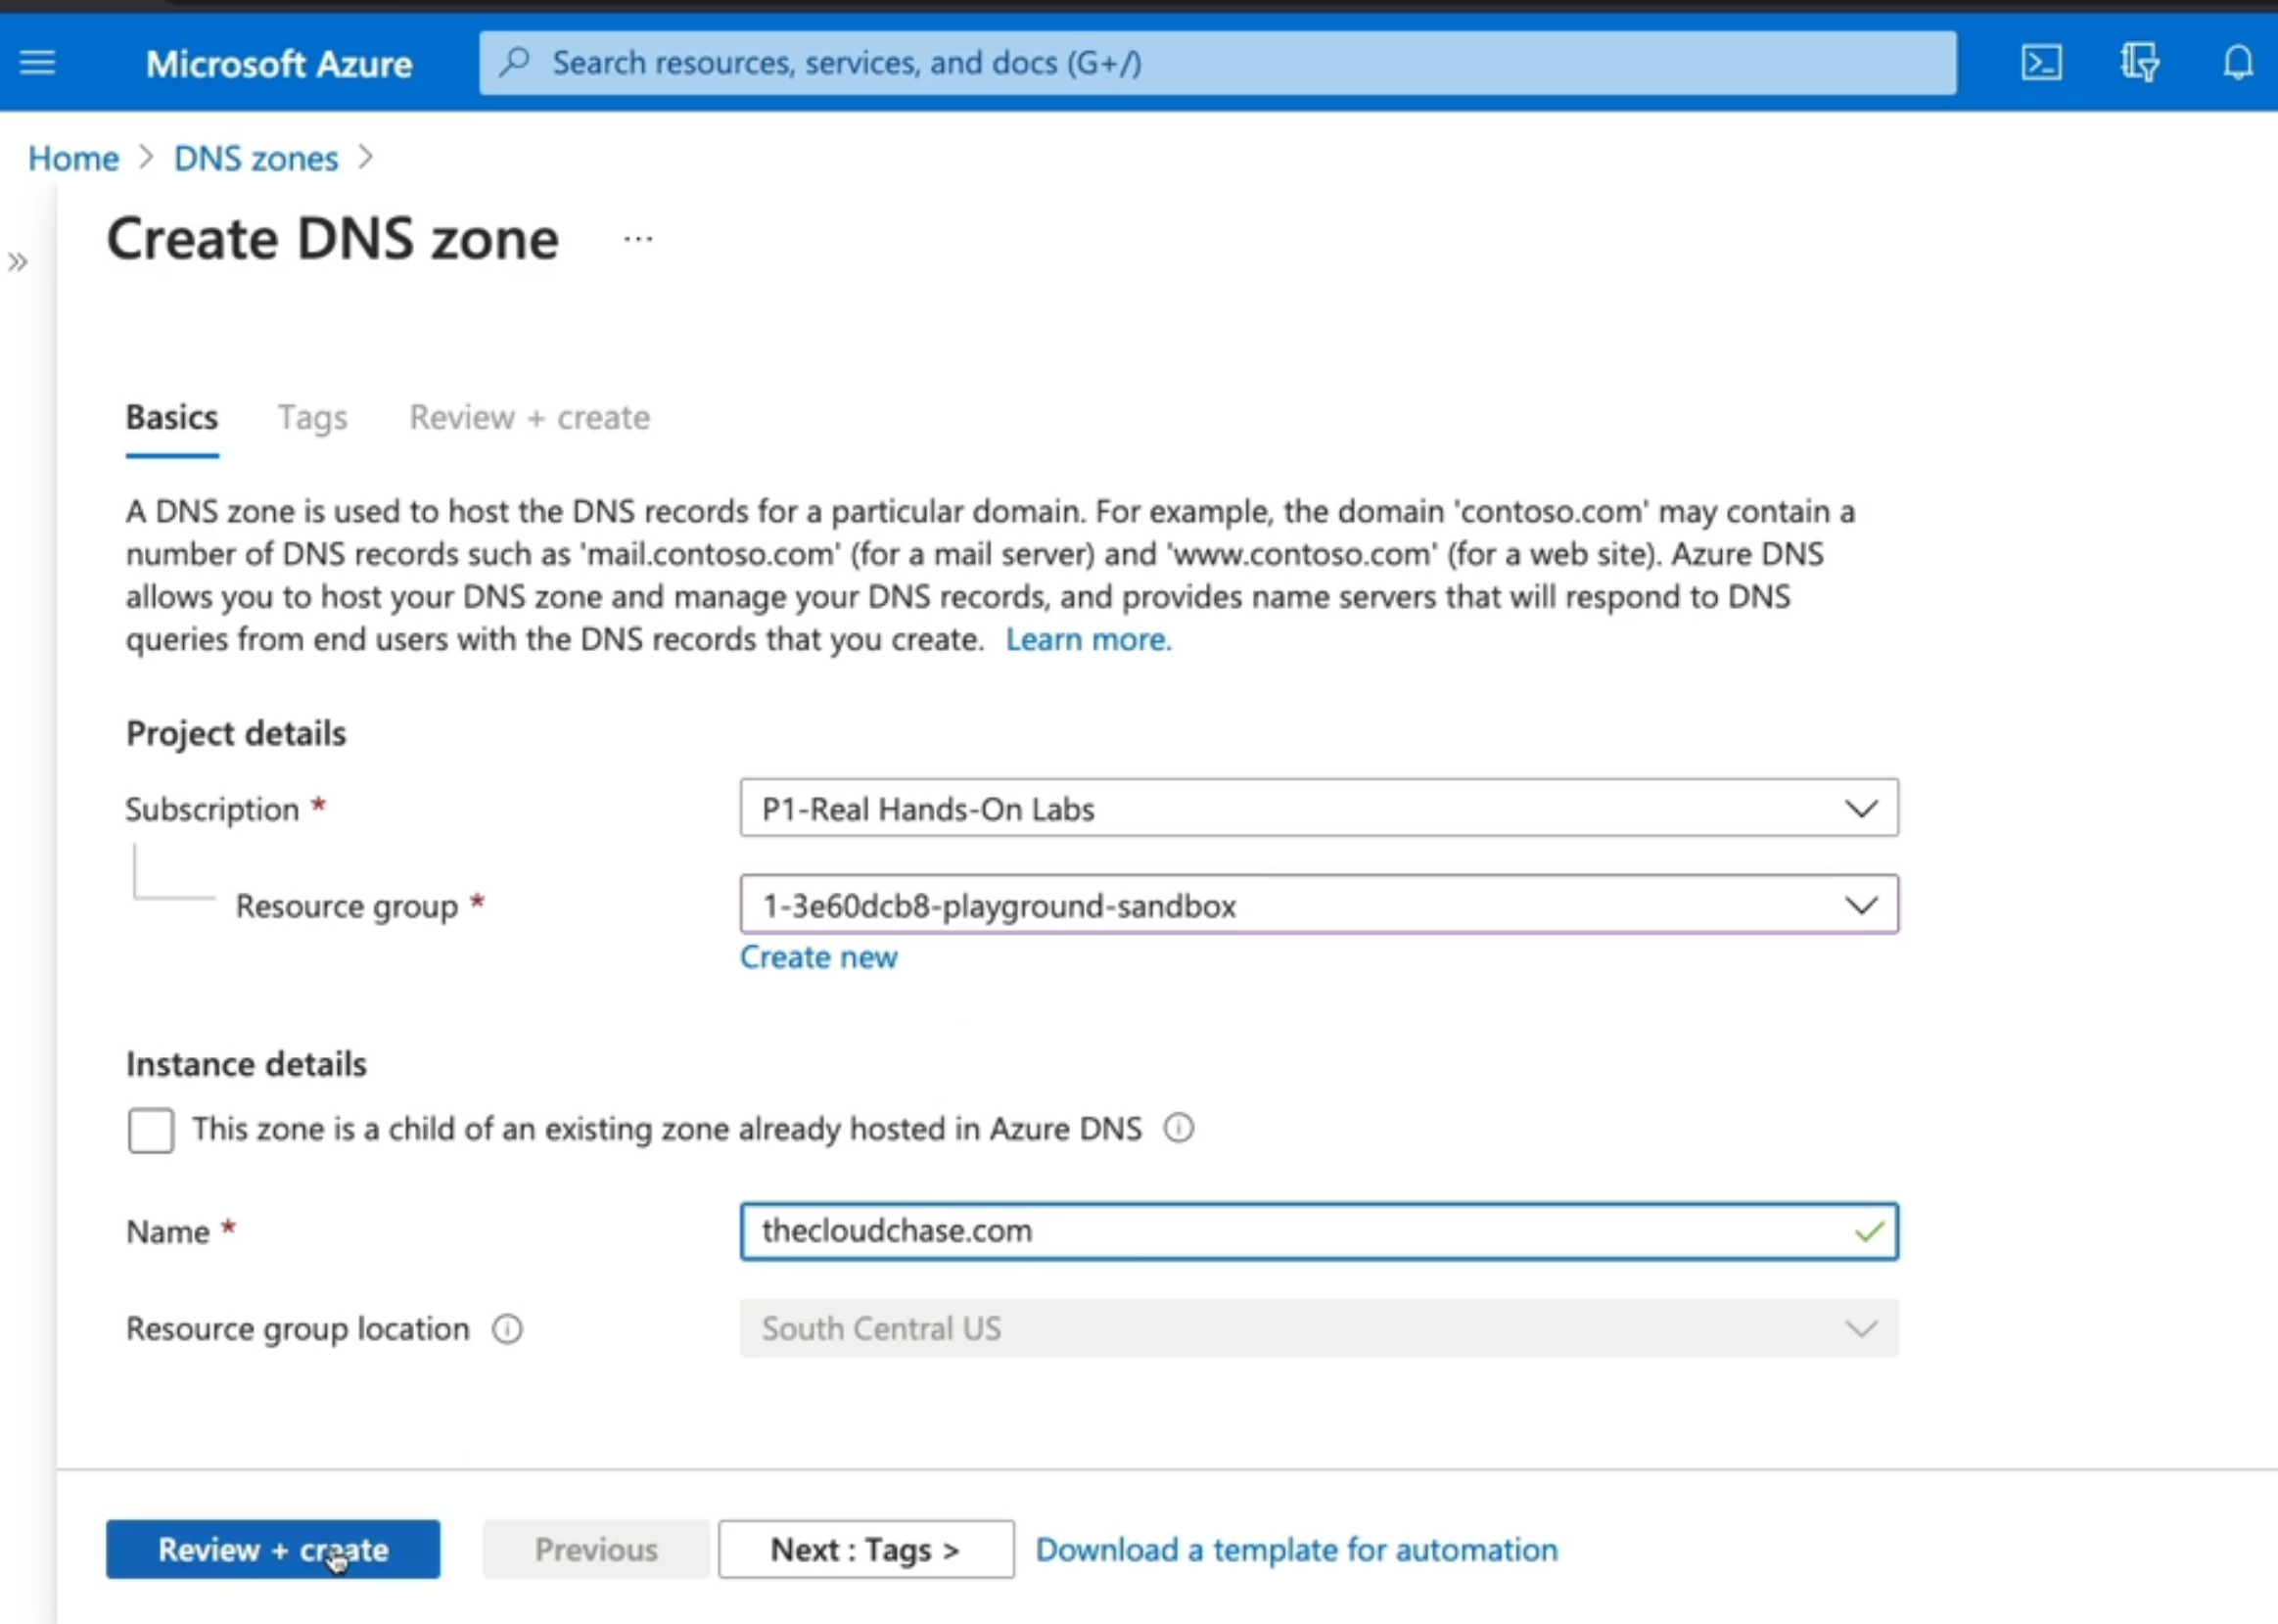 Microsoft Azure
Search resources, services, and docs (G+/)
Home > DNS zones >
Create DNS zone ...
Basics Tags Review + create
A DNS zone is used to host the DNS records for a particular domain. For example, the domain 'contoso.com' may contain a
number of DNS records such as 'mail.contoso.com' (for a mail server) and 'www.contoso.com' (for a web site). Azure DNS
allows you to host your DNS zone and manage your DNS records, and provides name servers that will respond to DNS
queries from end users with the DNS records that you create. Learn more.
Project details
Subscription * P1-Real Hands-On Labs
Resource group * 1-3e60dcb8-playground-sandbox
Create new
Instance details
This zone is a child of an existing zone already hosted in Azure DNS
Name * thecloudchase.com
Resource group location South Central US
Review + create Previous Next : Tags > Download a template for automation